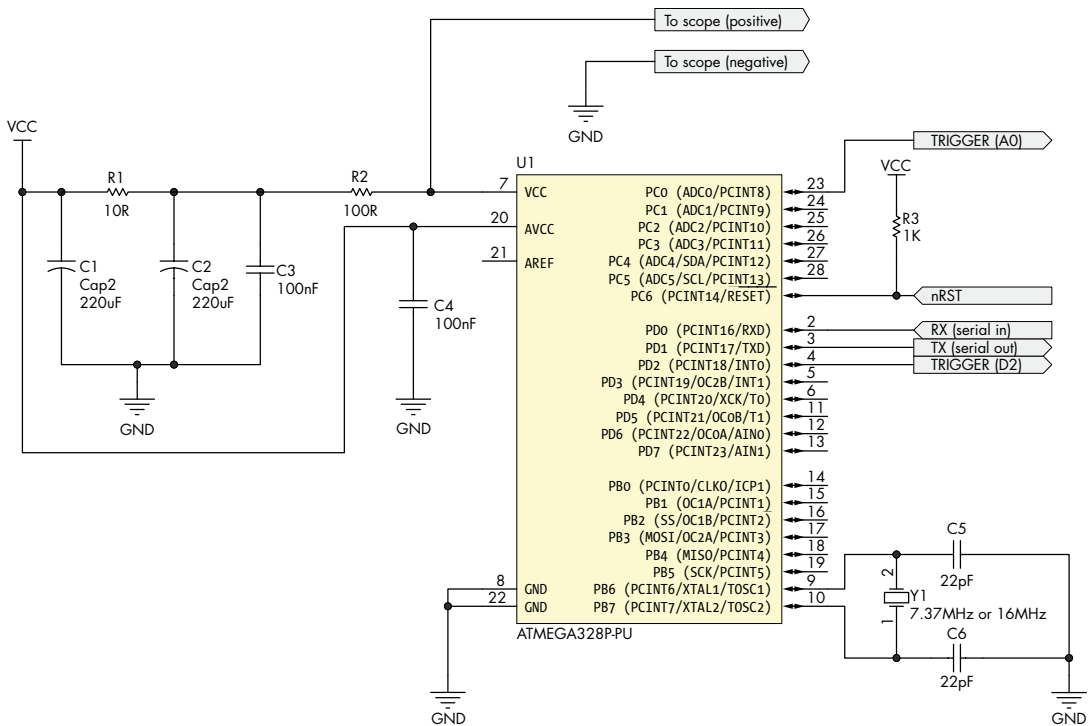 To scope (positive)
To scope (negative)
GND
VCC
R1
10R
R2
100R
C1
Cap2
220uF
C2
Cap2
220uF
C3
100nF
GND
C4
100nF
GND
U1
7 VCC
20 AVCC
21 AREF
8 GND
22 GND
PC0 (ADC0/PCINT8) 23
PC1 (ADC1/PCINT9) 24
PC2 (ADC2/PCINT10) 25
PC3 (ADC3/PCINT11) 26
PC4 (ADC4/SDA/PCINT12) 27
PC5 (ADC5/SCL/PCINT13) 28
PC6 (PCINT14/RESET)
PD0 (PCINT16/RXD) 2
PD1 (PCINT17/TXD) 3
PD2 (PCINT18/INT0) 4
PD3 (PCINT19/OC2B/INT1) 5
PD4 (PCINT20/XCK/T0) 6
PD5 (PCINT21/OC0B/T1) 11
PD6 (PCINT22/OC0A/AIN0) 12
PD7 (PCINT23/AIN1) 13
PB0 (PCINT0/CLKO/ICP1) 14
PB1 (OC1A/PCINT1) 15
PB2 (SS/OC1B/PCINT2) 16
PB3 (MOSI/OC2A/PCINT3) 17
PB4 (MISO/PCINT4) 18
PB5 (SCK/PCINT5) 19
PB6 (PCINT6/XTAL1/TOSC1) 9
PB7 (PCINT7/XTAL2/TOSC2) 10
ATMEGA328P-PU
GND
TRIGGER (A0)
VCC
R3
1K
nRST
RX (serial in)
TX (serial out)
TRIGGER (D2)
C5
22pF
2
Y1
7.37MHz or 16MHz
1
C6
22pF
GND